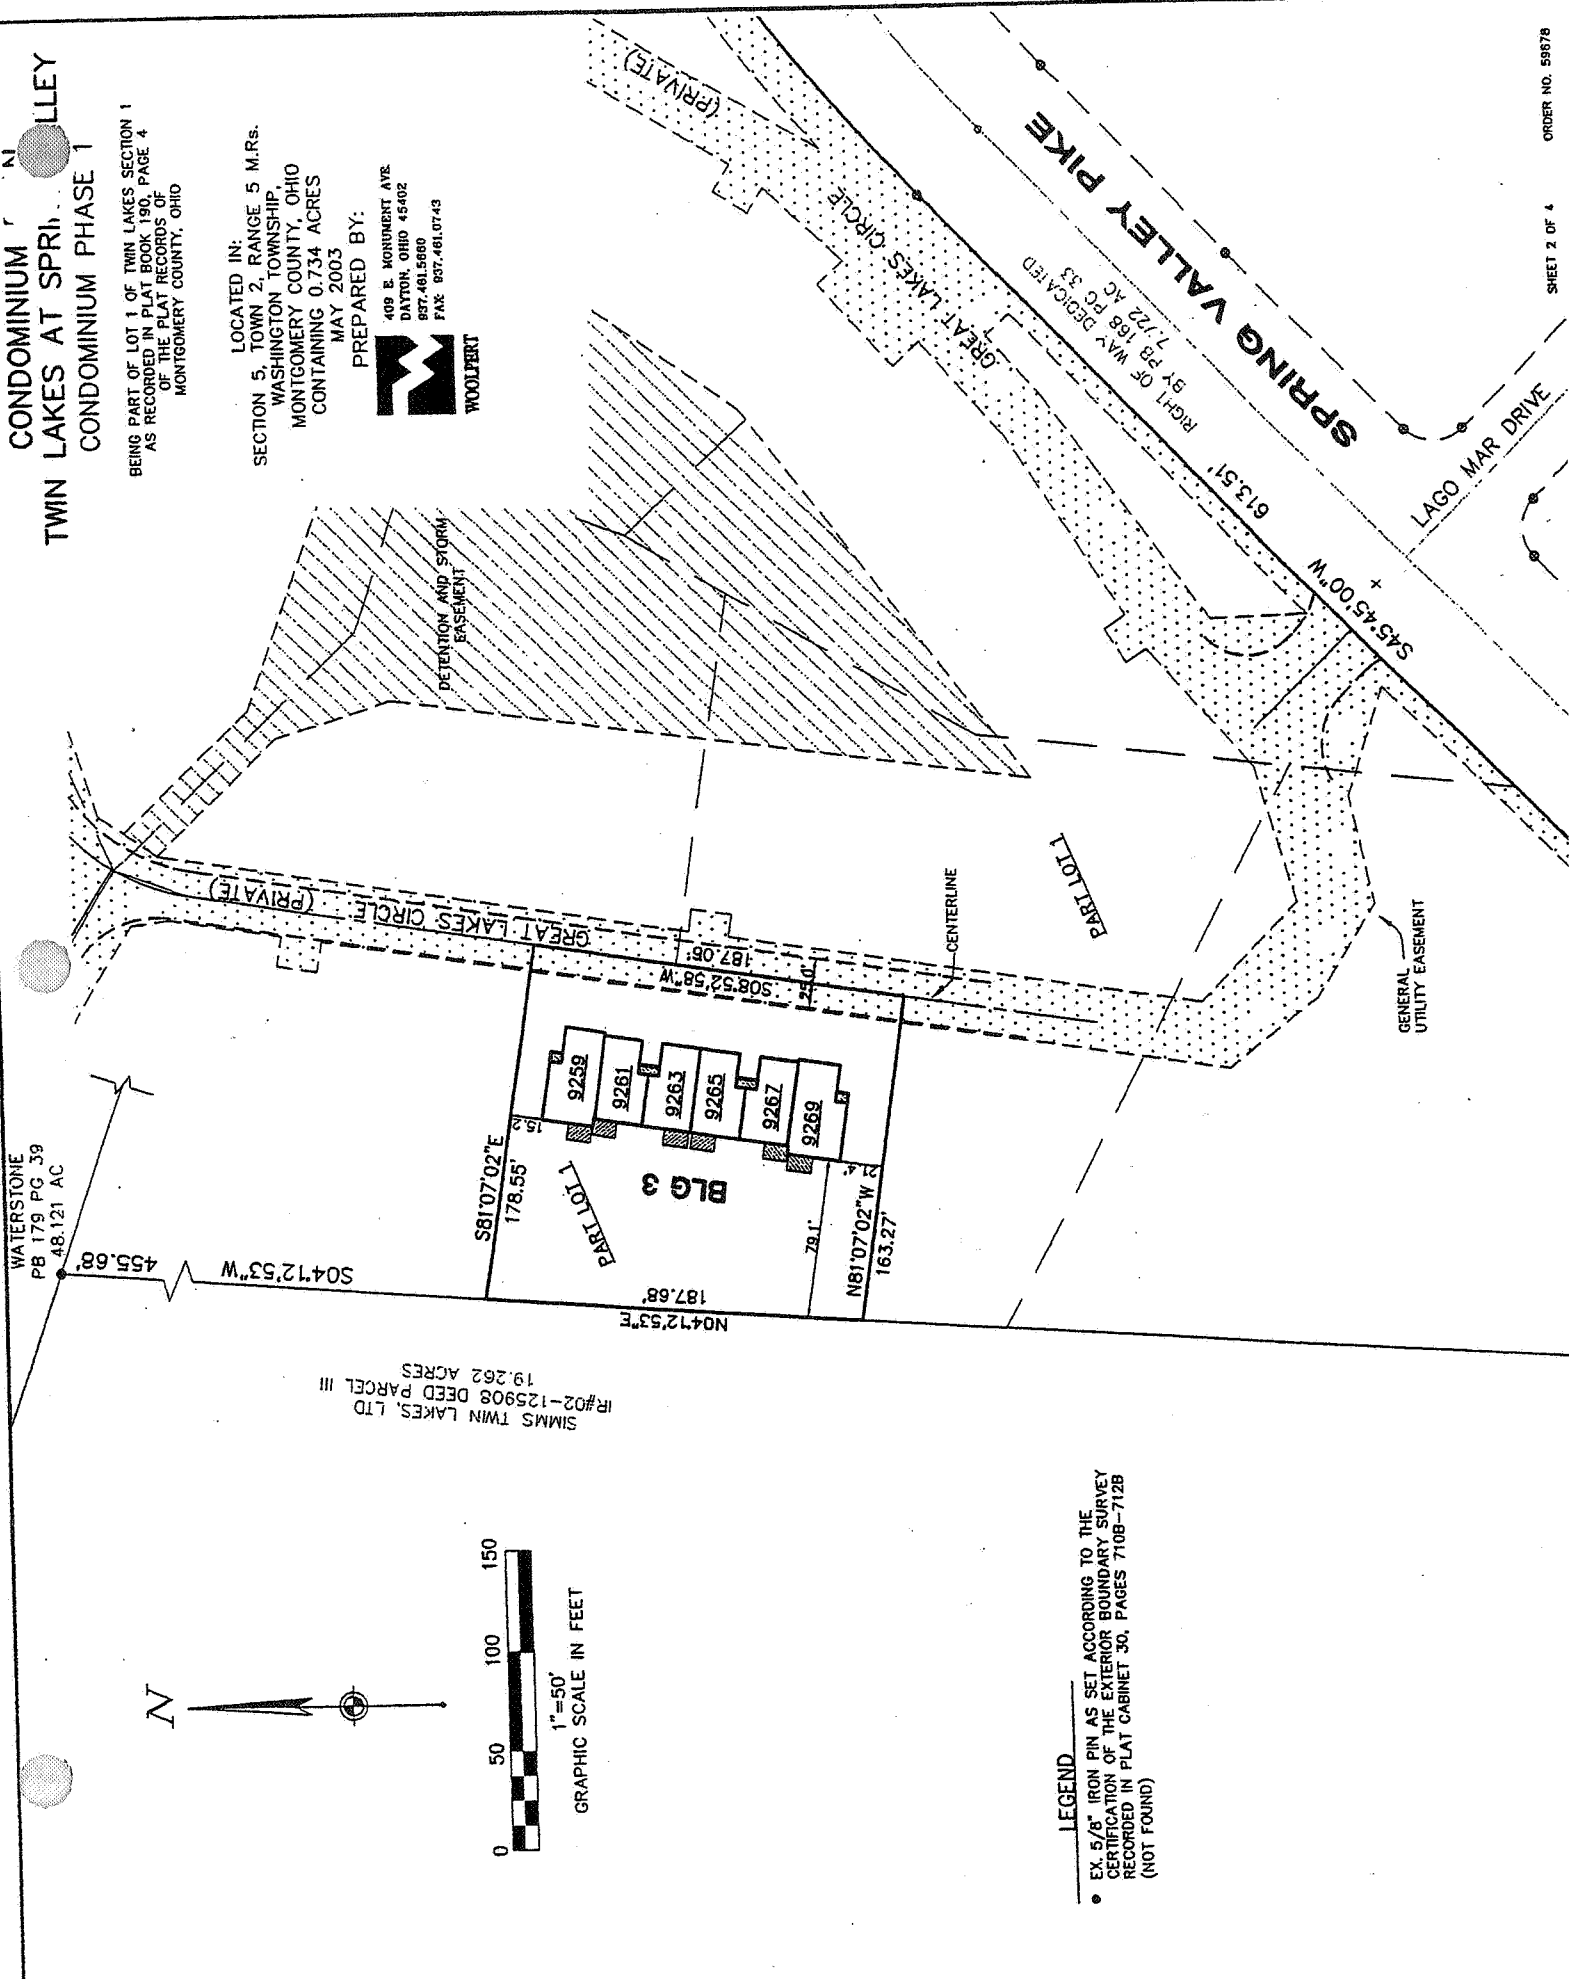 CONDOMINIUM
TWIN LAKES AT SPRI LLEY
CONDOMINIUM PHASE 1
BEING PART OF LOT 1 OF TWIN LAKES SECTION 1
AS RECORDED IN PLAT BOOK 190, PAGE 4
OF THE PLAT RECORDS OF
MONTGOMERY COUNTY, OHIO
LOCATED IN:
SECTION 5, TOWN 2, RANGE 5 M.Rs.
WASHINGTON TOWNSHIP,
MONTGOMERY COUNTY, OHIO
CONTAINING 0.734 ACRES
MAY 2003
PREPARED BY:
WOOLPERT
409 E. MONUMENT AVE.
DAYTON, OHIO 45402
937.461.5660
FAX: 937.461.0743
WATERSTONE
PB 179 PG 39
48.121 AC
455.68'
S04°12'53"W
S81°07'02"E
178.55'
15.2'
PART LOT 1
BLG 3
9259
9261
9263
9265
9267
9269
79.1'
21.4'
N81°07'02"W
163.27'
187.68'
N04°12'53"E
SIMMS TWIN LAKES, LTD
IR#02-125908 DEED PARCEL III
19.262 ACRES
GREAT LAKES CIRCLE (PRIVATE)
187.05'
S08°52'58"W
25.0'
CENTERLINE
DETENTION AND STORM
EASEMENT
PART LOT 1
GENERAL
UTILITY EASEMENT
GREAT LAKES CIRCLE
(PRIVATE)
RIGHT OF WAY DEDICATED
BY PB 168 PG 33
7.722 AC
SPRING VALLEY PIKE
613.51'
S45°45'00"W
LAGO MAR DRIVE
N
0 50 100 150
1"=50'
GRAPHIC SCALE IN FEET
LEGEND
• EX. 5/8" IRON PIN AS SET ACCORDING TO THE
CERTIFICATION OF THE EXTERIOR BOUNDARY SURVEY
RECORDED IN PLAT CABINET 30, PAGES 710B-712B
(NOT FOUND)
SHEET 2 OF 4
ORDER NO. 59678